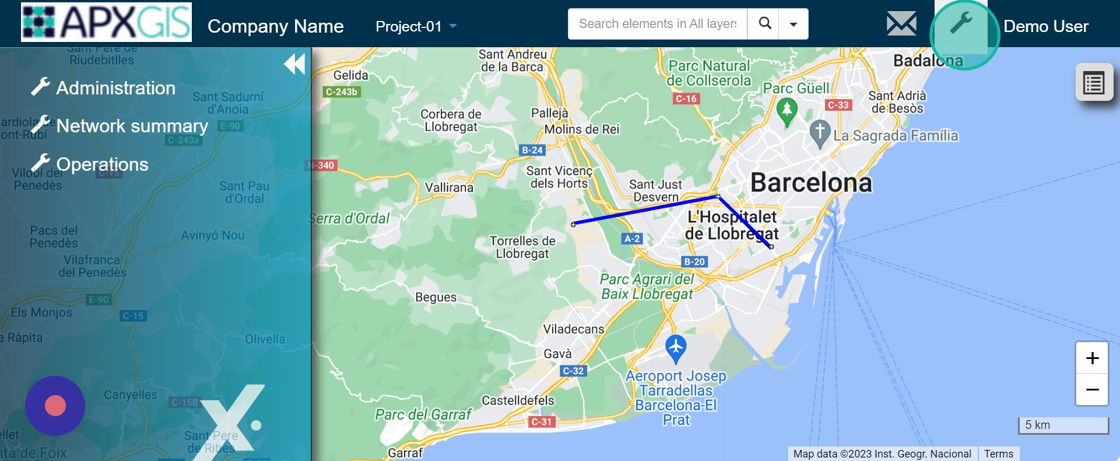 APXGIS
Company Name
Project-01
Search elements in All layers
Demo User
Administration
Network summary
Operations
Sant Pere de
Riudebitlles
Sant Sadurní
d'Anoia
E-90
C-243a
N-340
Vilobí del
Penedès
Sant Pau
d'Ordal
Pacs del
Penedès
Avinyó Nou
Vilafranca
del Penedès
E-90
C-15
Els Monjos
a Ràpita
Olivella
Canyelles
C-15B
Sant Pere
de Ribes
Gelida
C-243b
Sant Andreu
de la Barca
Corbera de
Llobregat
Pallejà
Molins de Rei
B-24
Parc Natural
de Collserola
C-16
Parc Güell
C-33
Badalona
Sant Adrià
de Besòs
La Sagrada Família
Vallirana
Sant Vicenç
dels Horts
Sant Just
Desvern
Barcelona
Serra d'Ordal
L'Hospitalet
de Llobregat
A-2
Torrelles de
Llobregat
B-20
Parc Agrari del
Baix Llobregat
Begues
Viladecans
Gavà
C-32
Castelldefels
C-31
Parc del Garraf
Garraf
Aeroport Josep
Tarradellas
Barcelona-El
Prat
+
−
5 km
Map data ©2023 Inst. Geogr. Nacional
Terms